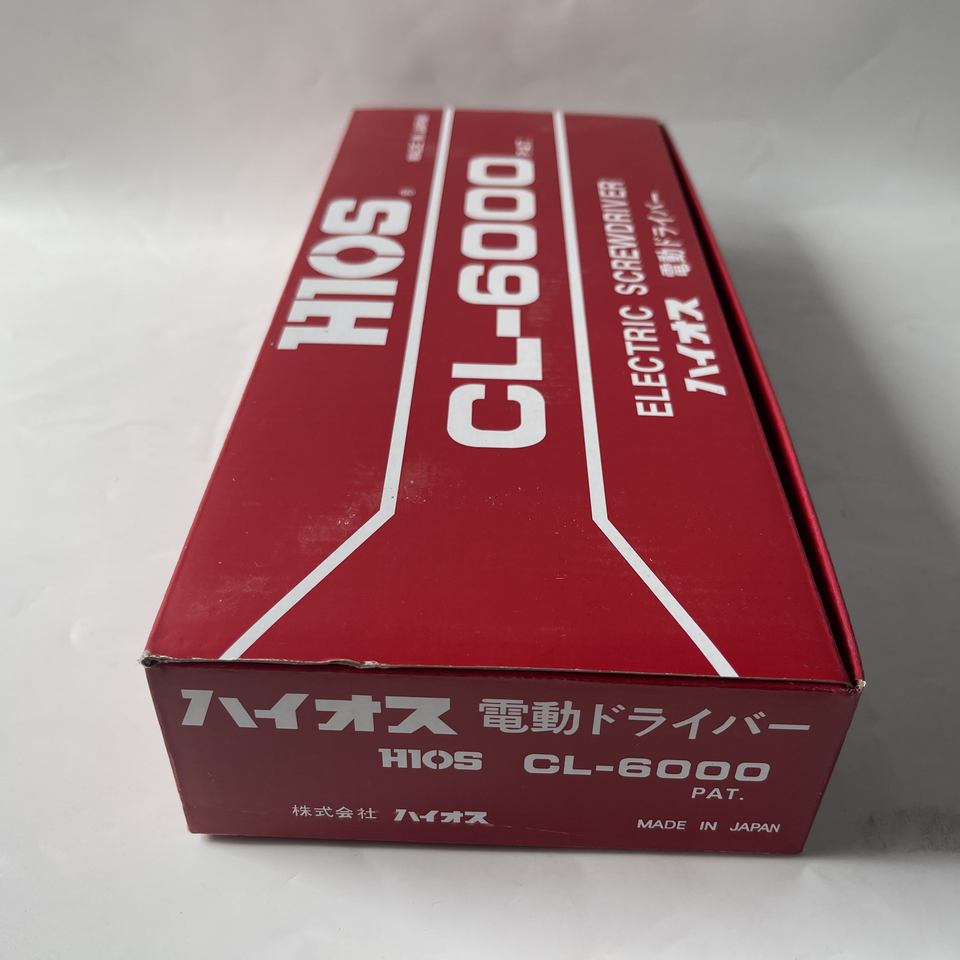 HIOS®
MADE IN JAPAN
CL-6000 PAT.
ELECTRIC SCREWDRIVER
ハイオス 電動ドライバー
ハイオス 電動ドライバー
HIOS CL-6000
PAT.
株式会社 ハイオス
MADE IN JAPAN